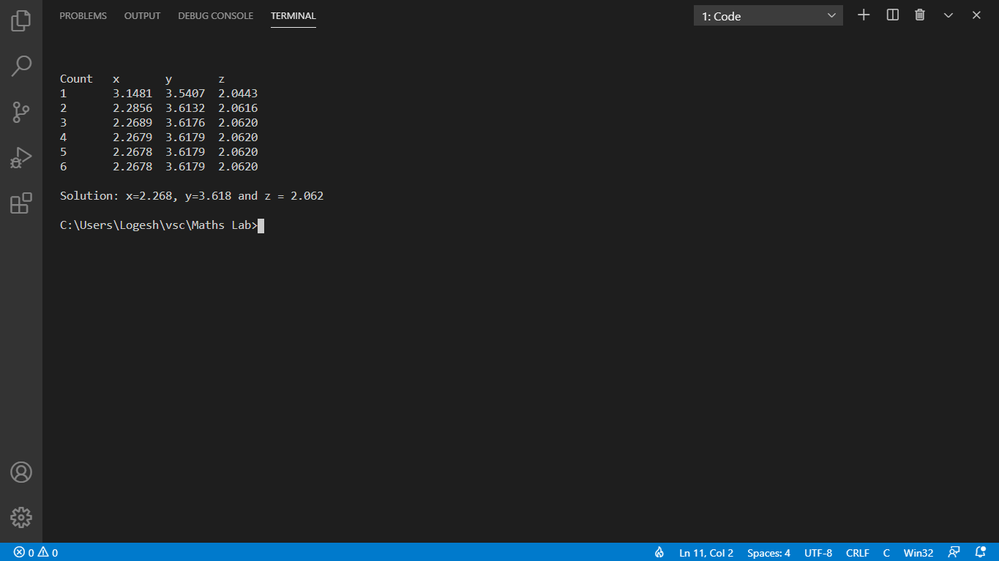 PROBLEMS OUTPUT DEBUG CONSOLE TERMINAL 1: Code
Count x y z
1 3.1481 3.5407 2.0443
2 2.2856 3.6132 2.0616
3 2.2689 3.6176 2.0620
4 2.2679 3.6179 2.0620
5 2.2678 3.6179 2.0620
6 2.2678 3.6179 2.0620
Solution: x=2.268, y=3.618 and z = 2.062
C:\Users\Logesh\vsc\Maths Lab>
0 0 Ln 11, Col 2 Spaces: 4 UTF-8 CRLF C Win32